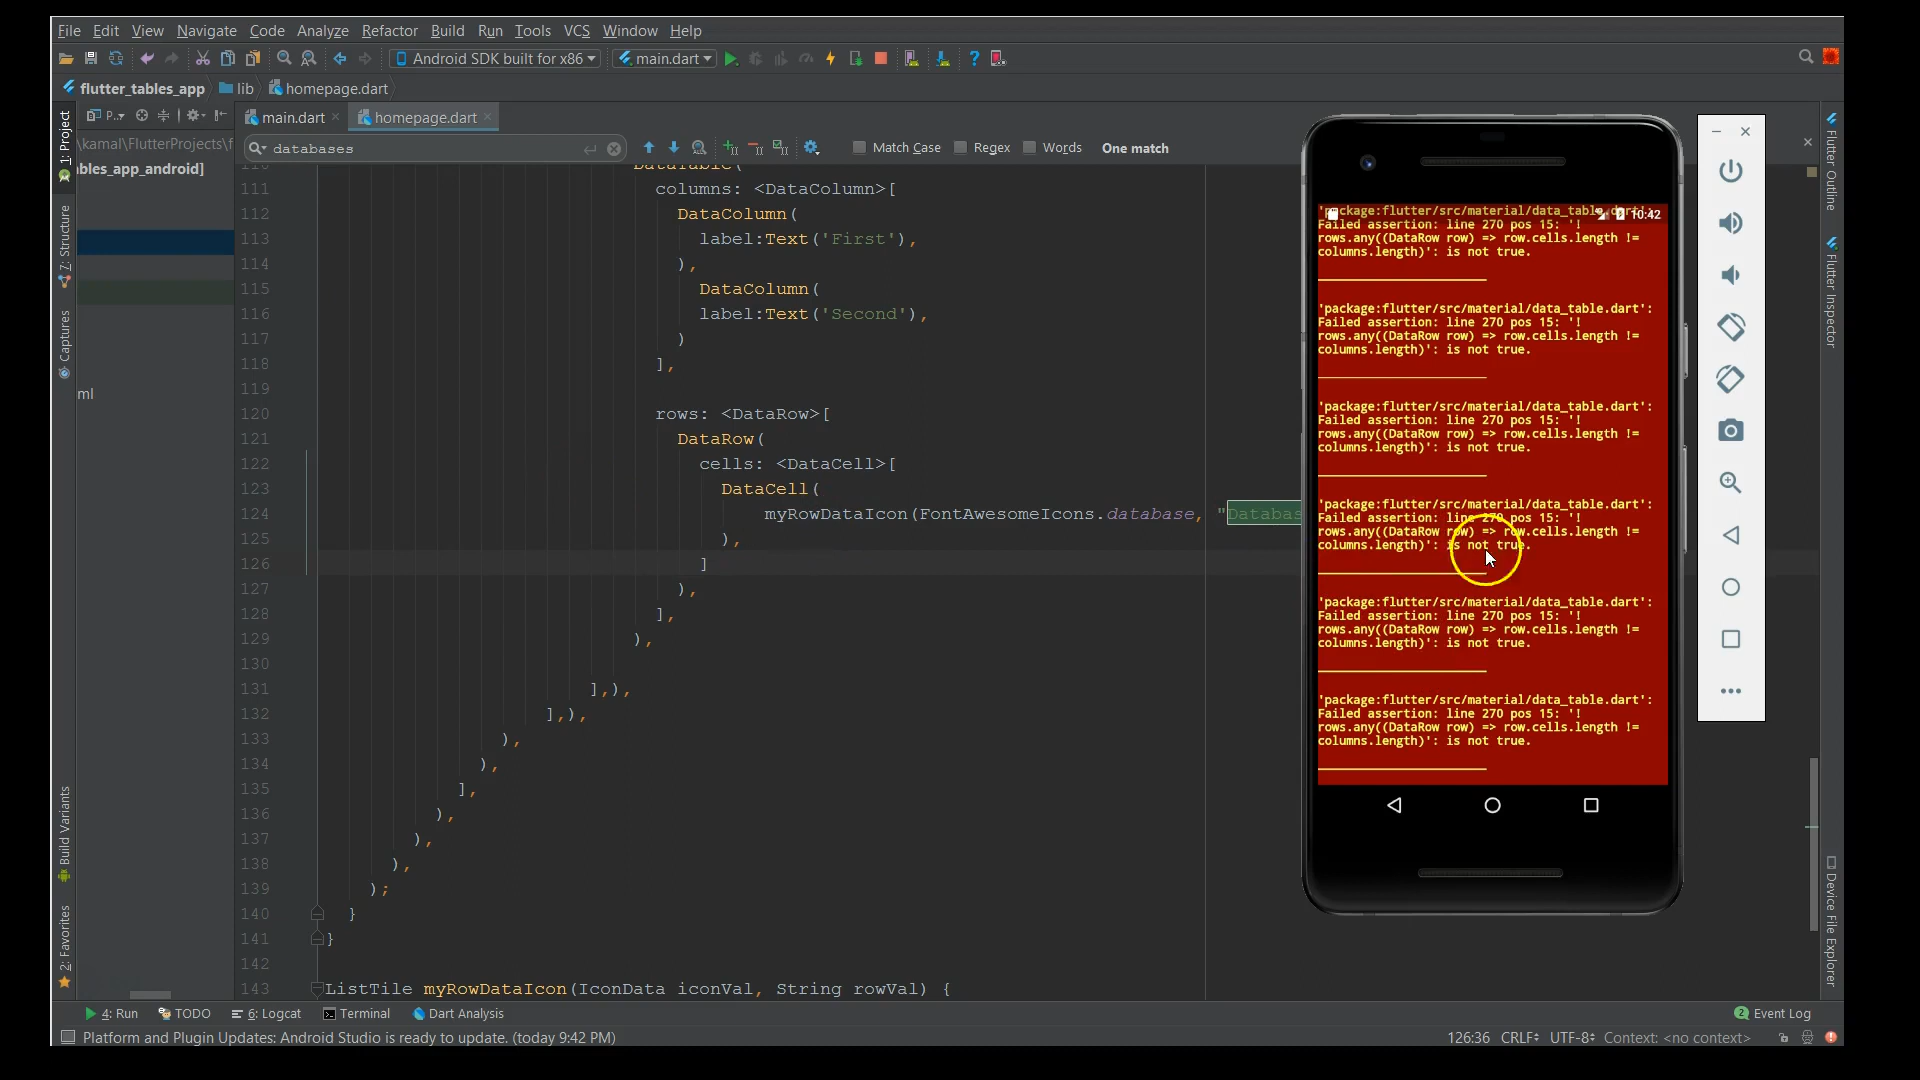 File Edit View Navigate Code Analyze Refactor Build Run Tools VCS Window Help
Android SDK built for x86 main.dart
flutter_tables_app lib homepage.dart
P..
main.dart homepage.dart
\kamal\FlutterProjects\f
bles_app_android]
ml
databases Match Case Regex Words One match
1: Project
7: Structure
Captures
Build Variants
2: Favorites
111 columns: <DataColumn>[
112 DataColumn(
113 label:Text('First'),
114 ),
115 DataColumn(
116 label:Text('Second'),
117 )
118 ],
119
120 rows: <DataRow>[
121 DataRow(
122 cells: <DataCell>[
123 DataCell(
124 myRowDataIcon(FontAwesomeIcons.database, "Databas
125 ),
126 ]
127 ),
128 ],
129 ),
130
131 ],),
132 ],),
133 ),
134 ),
135 ],
136 ),
137 ),
138 ),
139 );
140 }
141 }
142
143 ListTile myRowDataIcon(IconData iconVal, String rowVal) {
10:42
'package:flutter/src/material/data_table.dart':
Failed assertion: line 270 pos 15: '!
rows.any((DataRow row) => row.cells.length !=
columns.length)': is not true.
'package:flutter/src/material/data_table.dart':
Failed assertion: line 270 pos 15: '!
rows.any((DataRow row) => row.cells.length !=
columns.length)': is not true.
'package:flutter/src/material/data_table.dart':
Failed assertion: line 270 pos 15: '!
rows.any((DataRow row) => row.cells.length !=
columns.length)': is not true.
'package:flutter/src/material/data_table.dart':
Failed assertion: line 270 pos 15: '!
rows.any((DataRow row) => row.cells.length !=
columns.length)': is not true.
'package:flutter/src/material/data_table.dart':
Failed assertion: line 270 pos 15: '!
rows.any((DataRow row) => row.cells.length !=
columns.length)': is not true.
'package:flutter/src/material/data_table.dart':
Failed assertion: line 270 pos 15: '!
rows.any((DataRow row) => row.cells.length !=
columns.length)': is not true.
Flutter Outline
Flutter Inspector
Device File Explorer
4: Run TODO 6: Logcat Terminal Dart Analysis 2 Event Log
Platform and Plugin Updates: Android Studio is ready to update. (today 9:42 PM) 126:36 CRLF UTF-8 Context: <no context>